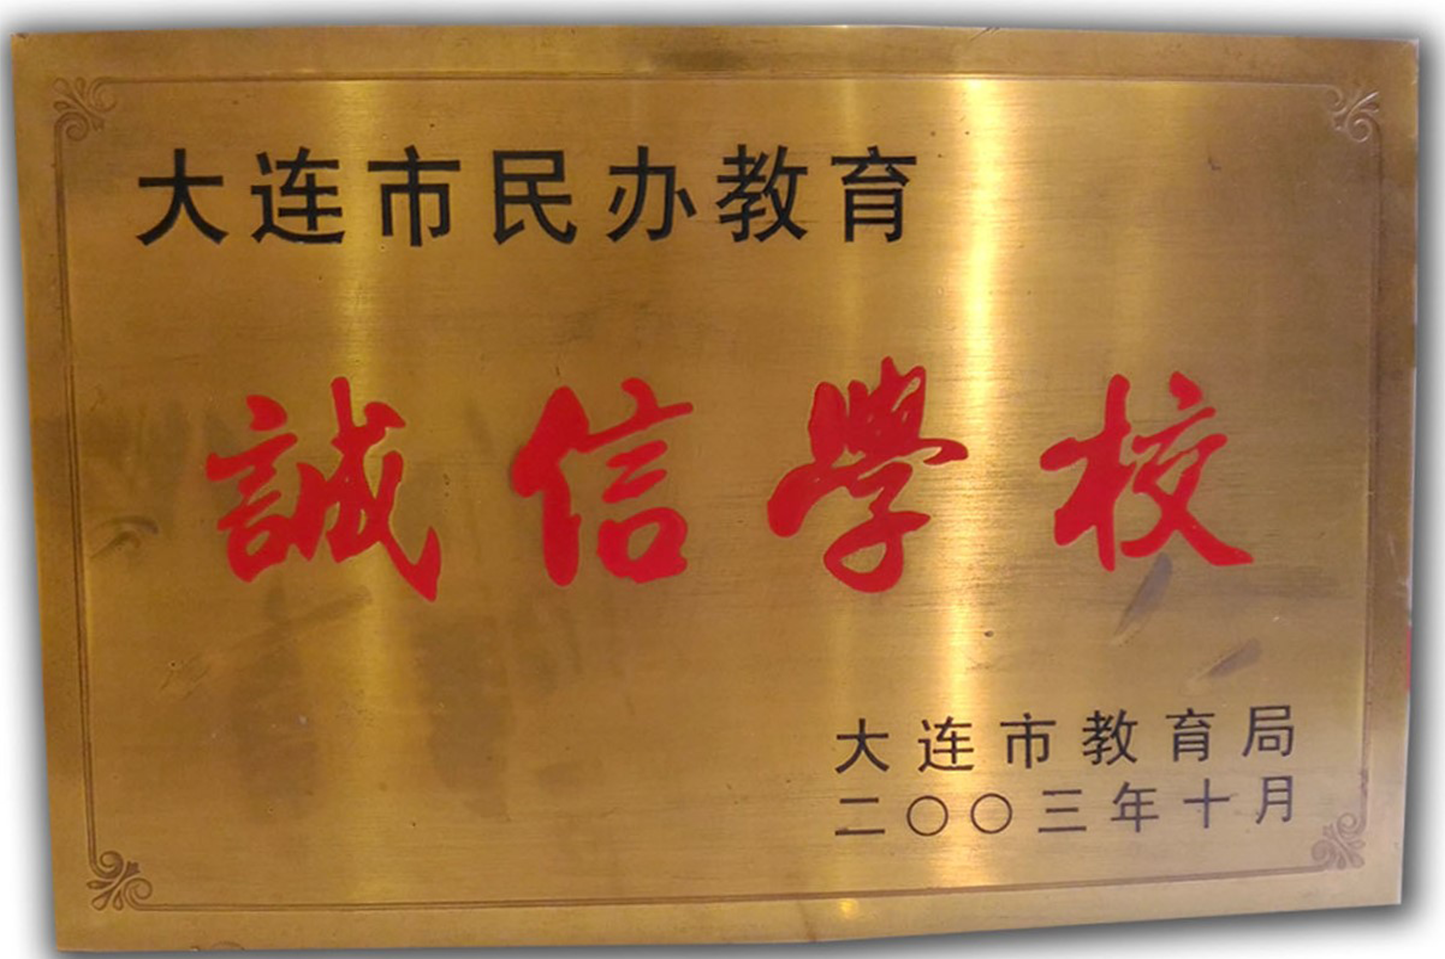 大连市民办教育
誠信學校
大连市教育局
二〇〇三年十月